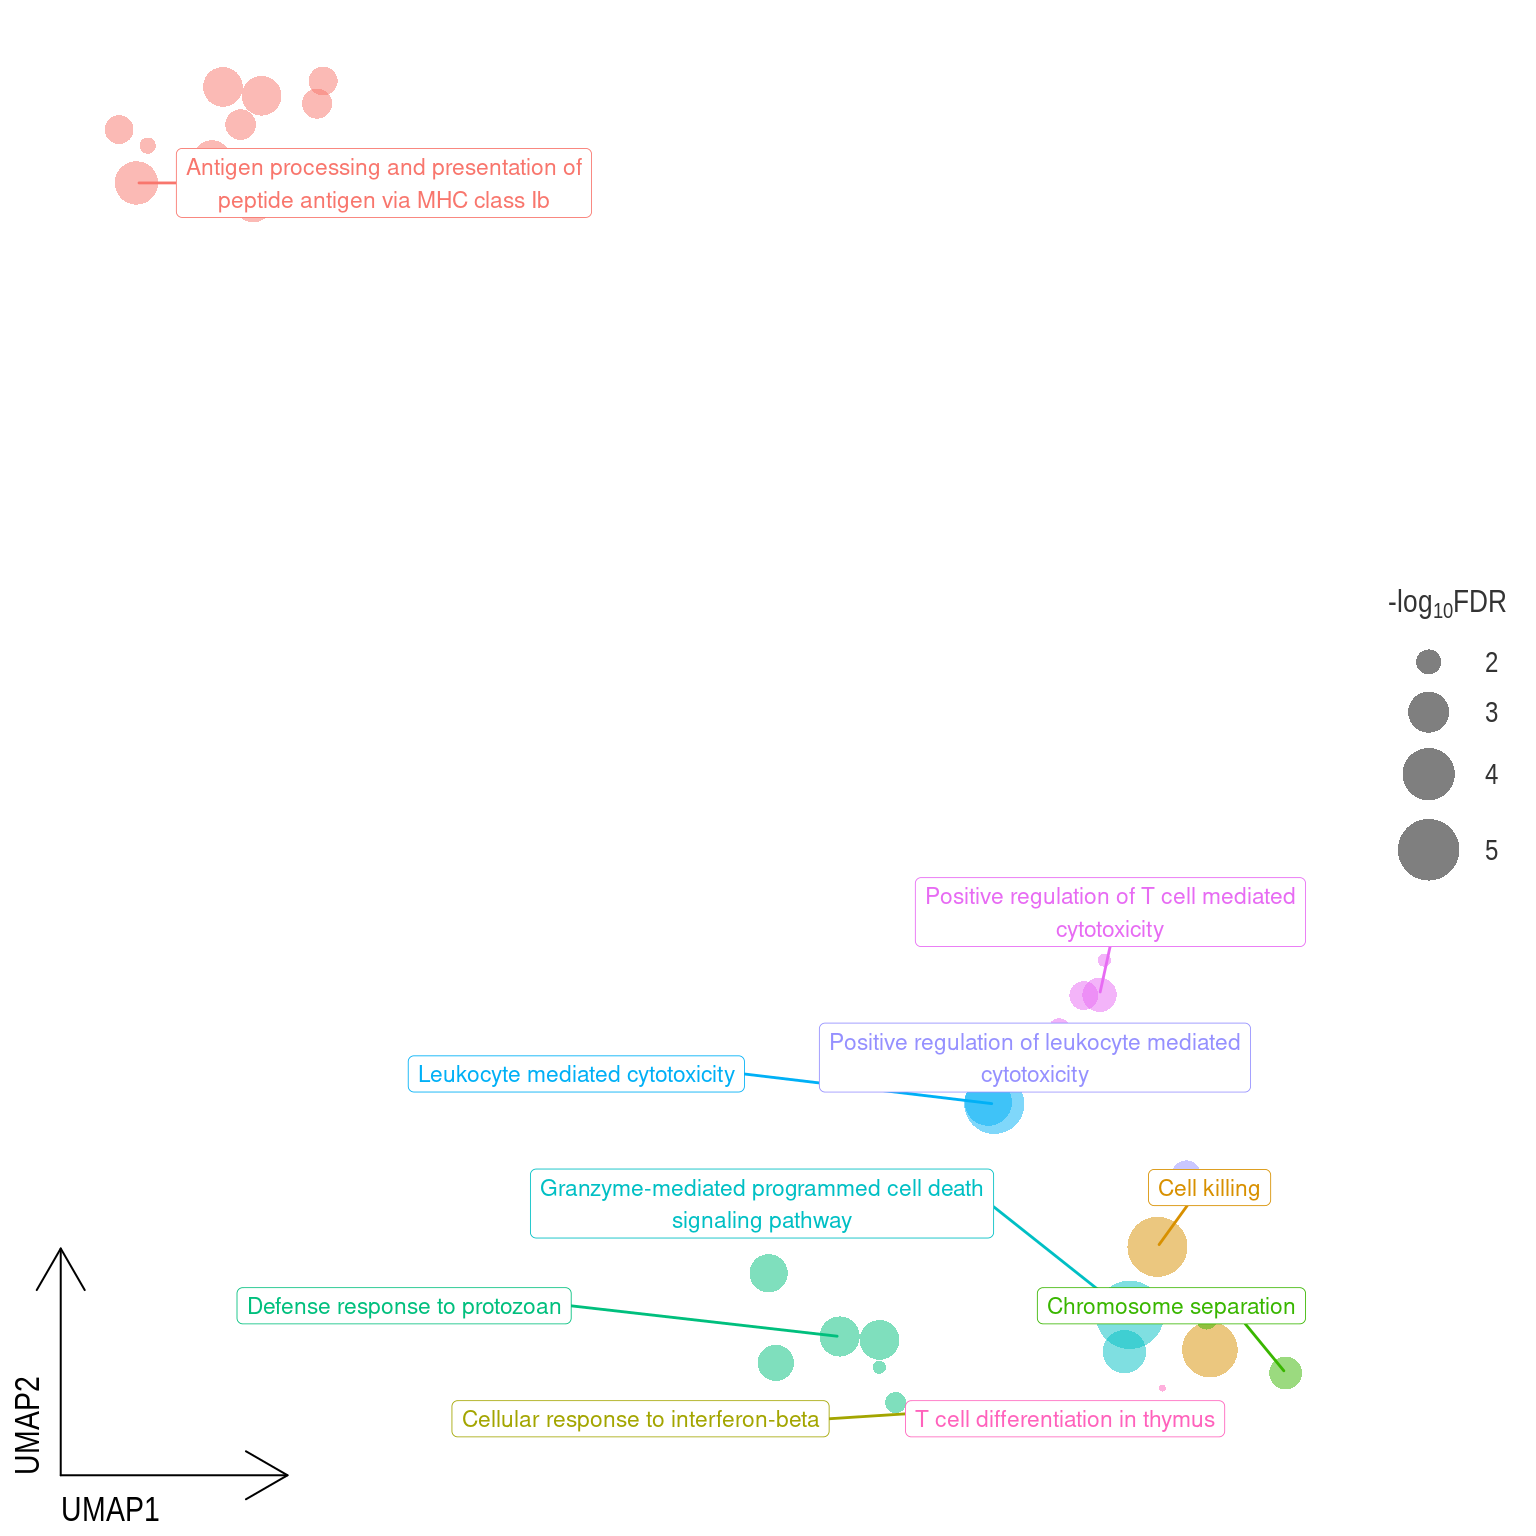 Antigen processing and presentation of
peptide antigen via MHC class Ib
-log10FDR
2
3
4
5
Positive regulation of T cell mediated
cytotoxicity
Positive regulation of leukocyte mediated
cytotoxicity
Leukocyte mediated cytotoxicity
Granzyme-mediated programmed cell death
signaling pathway
Cell killing
Defense response to protozoan
Chromosome separation
Cellular response to interferon-beta
T cell differentiation in thymus
UMAP2
UMAP1